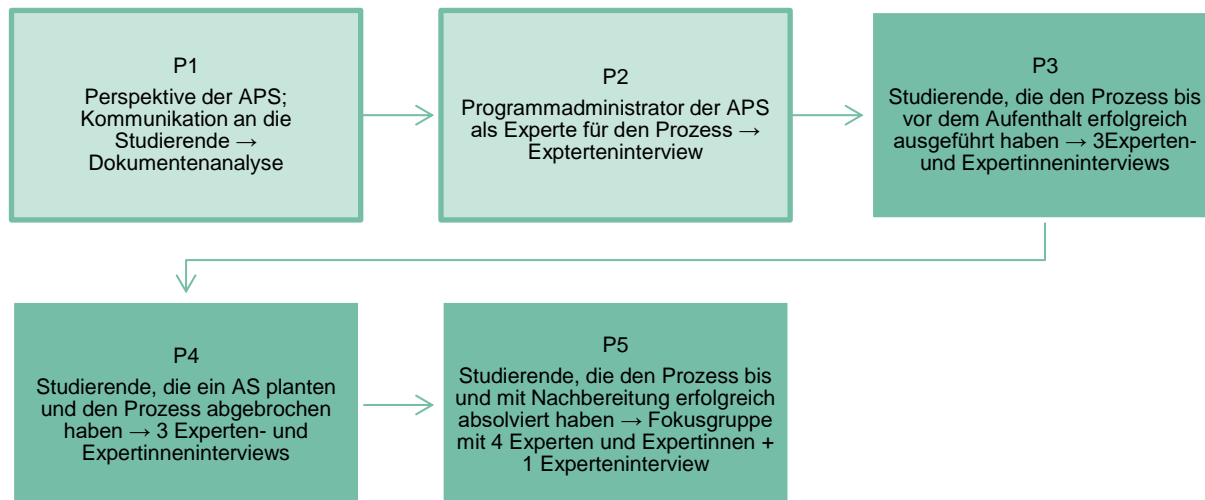 P1
Perspektive der APS;
Kommunikation an die
Studierende →
Dokumentenanalyse
P2
Programmadministrator der APS
als Experte für den Prozess →
Expterteninterview
P3
Studierende, die den Prozess bis
vor dem Aufenthalt erfolgreich
ausgeführt haben → 3Experten-
und Expertinneninterviews
P4
Studierende, die ein AS planten
und den Prozess abgebrochen
haben → 3 Experten- und
Expertinneninterviews
P5
Studierende, die den Prozess bis
und mit Nachbereitung erfolgreich
absolviert haben → Fokusgruppe
mit 4 Experten und Expertinnen +
1 Experteninterview